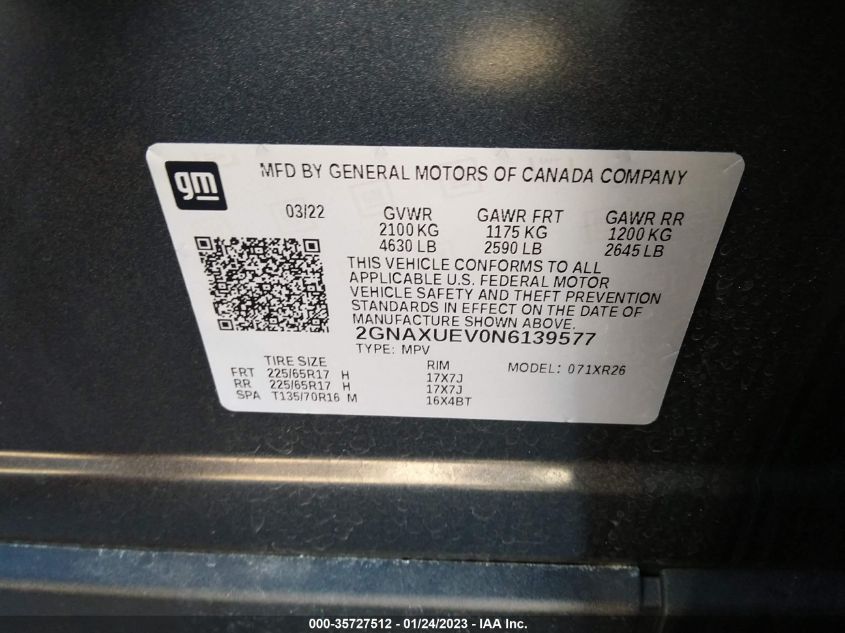 gm
MFD BY GENERAL MOTORS OF CANADA COMPANY
03/22 GVWR GAWR FRT GAWR RR
2100 KG 1175 KG 1200 KG
4630 LB 2590 LB 2645 LB
THIS VEHICLE CONFORMS TO ALL
APPLICABLE U.S. FEDERAL MOTOR
VEHICLE SAFETY AND THEFT PREVENTION
STANDARDS IN EFFECT ON THE DATE OF
MANUFACTURE SHOWN ABOVE.
2GNAXUEV0N6139577
TYPE: MPV
TIRE SIZE RIM MODEL: 071XR26
FRT 225/65R17 H 17X7J
RR 225/65R17 H 17X7J
SPA T135/70R16 M 16X4BT
000-35727512 - 01/24/2023 - IAA Inc.